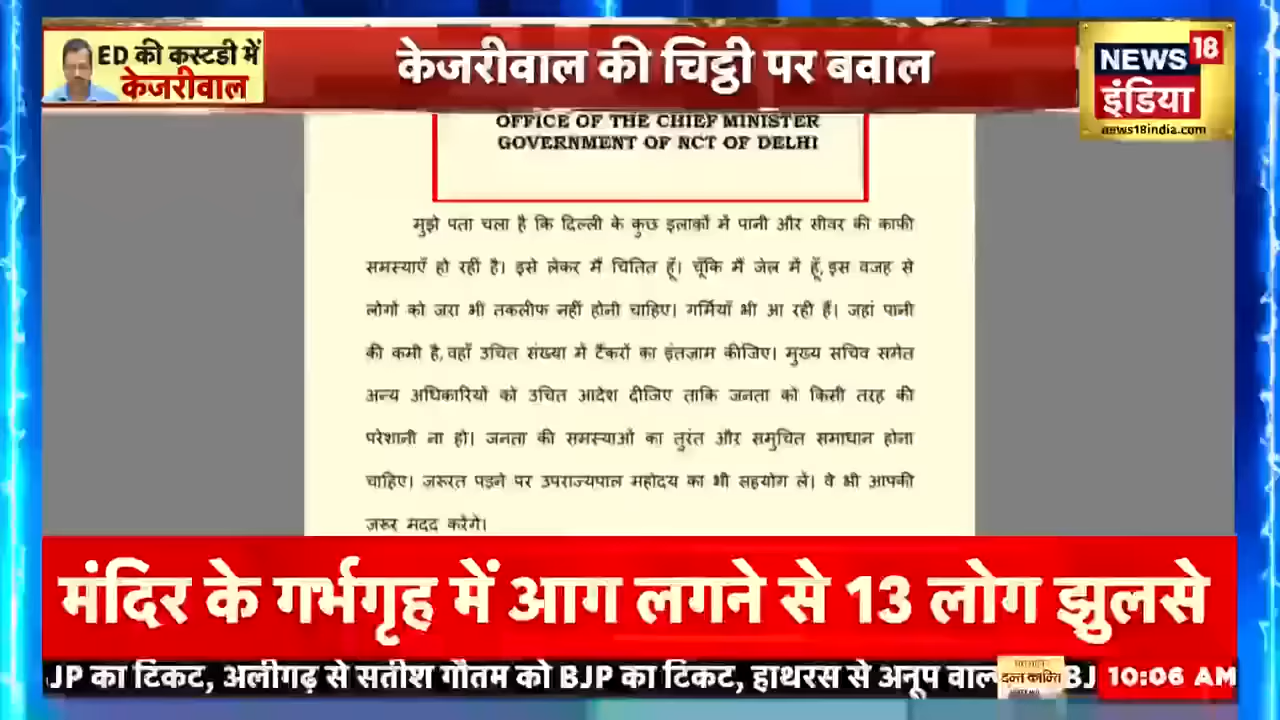 ED की कस्टडी में
केजरीवाल
केजरीवाल की चिट्ठी पर बवाल
NEWS 18
इंडिया
news18india.com
OFFICE OF THE CHIEF MINISTER
GOVERNMENT OF NCT OF DELHI
मुझे पता चला है कि दिल्ली के कुछ इलाक़ों में पानी और सीवर की काफी
समस्याएँ हो रहीं है। इसे लेकर मैं चिंतित हूँ। चूँकि मैं जेल में हूँ, इस वजह से
लोगों को जरा भी तकलीफ नहीं होनी चाहिए। गर्मियाँ भी आ रही हैं। जहां पानी
की कमी है, वहाँ उचित संख्या में टैंकरों का इंतज़ाम कीजिए। मुख्य सचिव समेत
अन्य अधिकारियों को उचित आदेश दीजिए ताकि जनता को किसी तरह की
परेशानी ना हो। जनता की समस्याओं का तुरंत और समुचित समाधान होना
चाहिए। ज़रूरत पड़ने पर उपराज्यपाल महोदय का भी सहयोग लें। वे भी आपकी
ज़रूर मदद करेंगे।
मंदिर के गर्भगृह में आग लगने से 13 लोग झुलसे
JP का टिकट, अलीगढ़ से सतीश गौतम को BJP का टिकट, हाथरस से अनूप वाल् BJ
दन्त कान्ति
10:06 AM